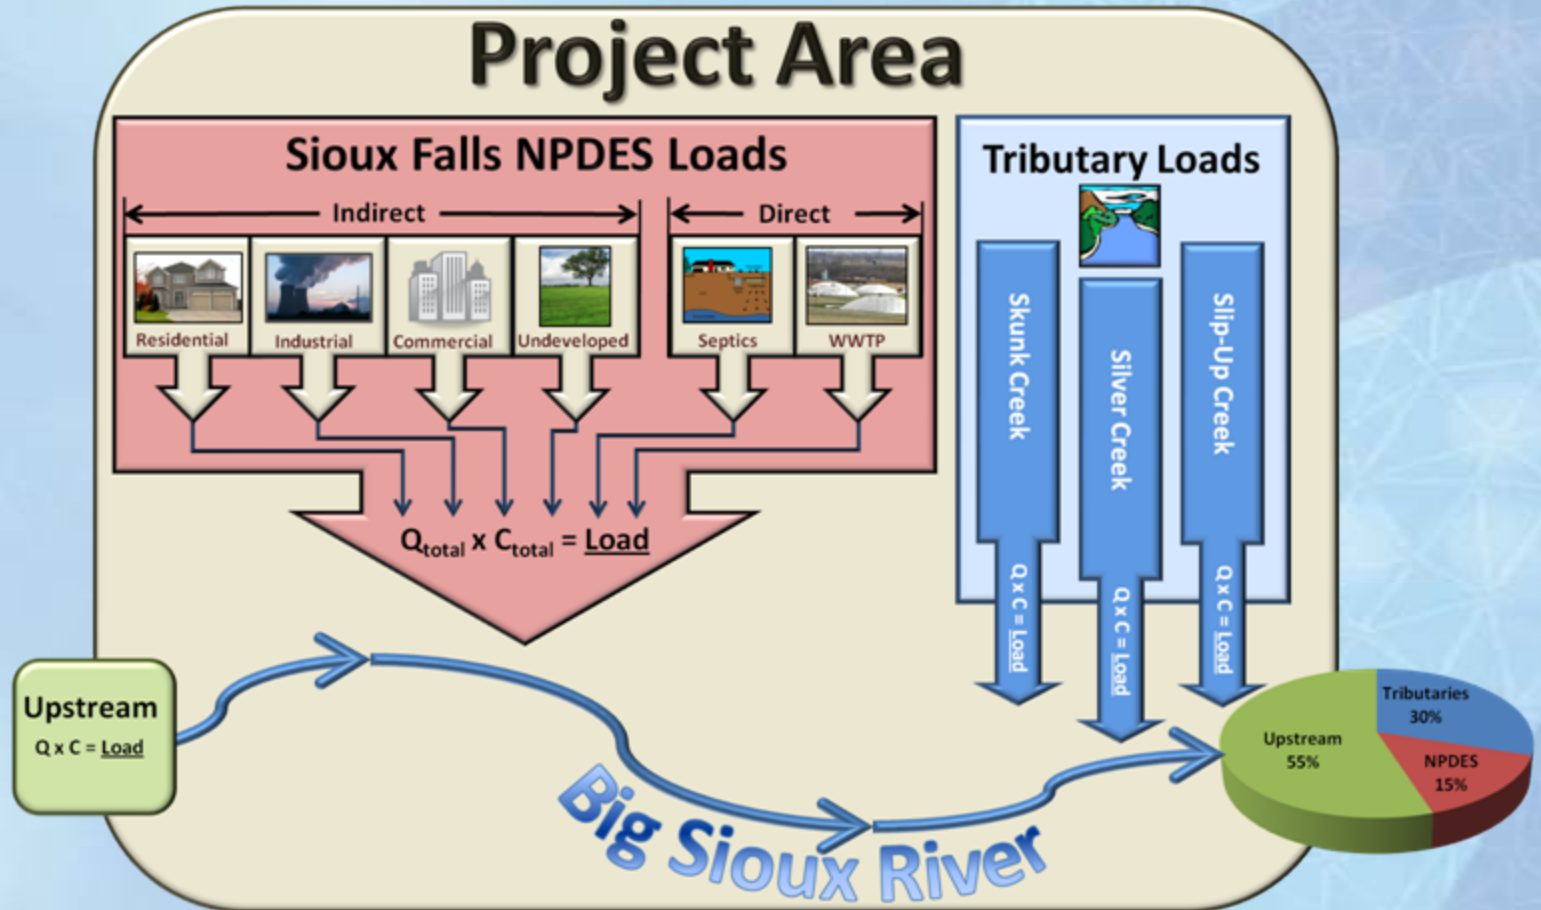 Project Area
Sioux Falls NPDES Loads
Indirect
Direct
Residential
Industrial
Commercial
Undeveloped
Septics
WWTP
Q_total x C_total = Load
Tributary Loads
Skunk Creek
Q x C = Load
Silver Creek
Q x C = Load
Slip-Up Creek
Q x C = Load
Upstream
Q x C = Load
Big Sioux River
Tributaries
30%
Upstream
55%
NPDES
15%